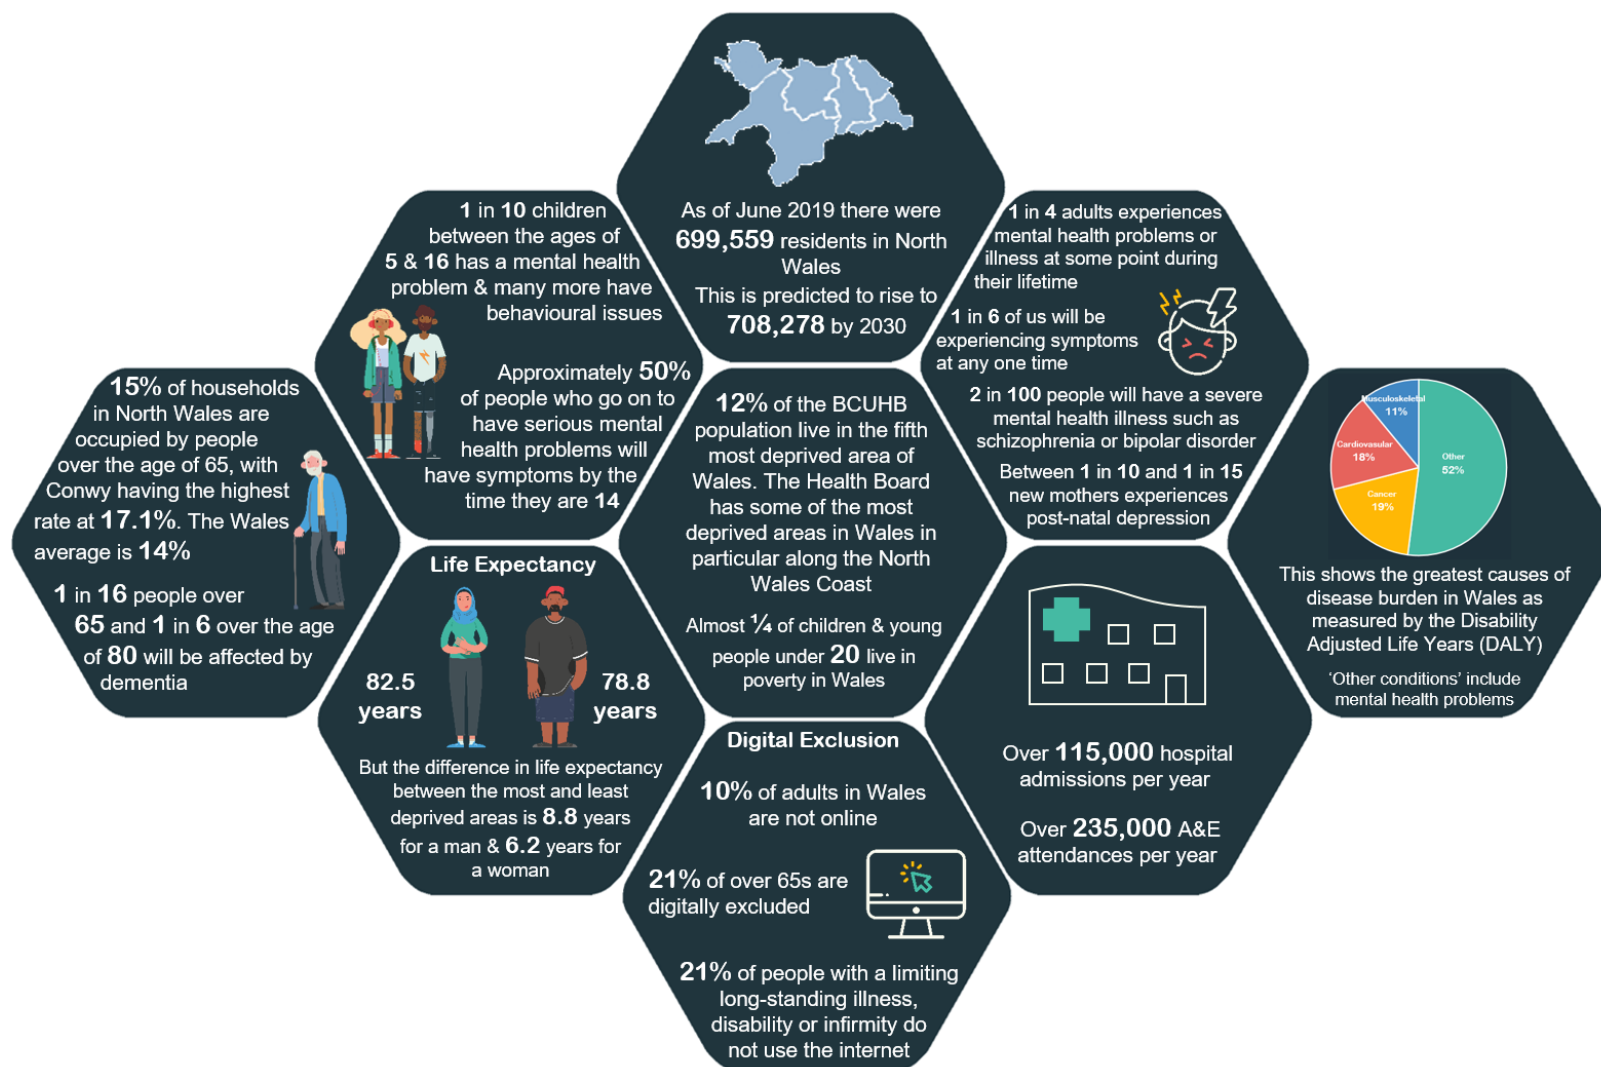 As of June 2019 there were
699,559 residents in North
Wales
This is predicted to rise to
708,278 by 2030
1 in 10 children
between the ages of
5 & 16 has a mental health
problem & many more have
behavioural issues
Approximately 50%
of people who go on to
have serious mental
health problems will
have symptoms by the
time they are 14
1 in 4 adults experiences
mental health problems or
illness at some point during
their lifetime
1 in 6 of us will be
experiencing symptoms
at any one time
2 in 100 people will have a severe
mental health illness such as
schizophrenia or bipolar disorder
Between 1 in 10 and 1 in 15
new mothers experiences
post-natal depression
15% of households
in North Wales are
occupied by people
over the age of 65, with
Conwy having the highest
rate at 17.1%. The Wales
average is 14%
1 in 16 people over
65 and 1 in 6 over the age
of 80 will be affected by
dementia
12% of the BCUHB
population live in the fifth
most deprived area of
Wales. The Health Board
has some of the most
deprived areas in Wales in
particular along the North
Wales Coast
Almost ¼ of children & young
people under 20 live in
poverty in Wales
Musculoskeletal
11%
Cardiovasular
18%
Other
52%
Cancer
19%
This shows the greatest causes of
disease burden in Wales as
measured by the Disability
Adjusted Life Years (DALY)
'Other conditions' include
mental health problems
Life Expectancy
82.5
years
78.8
years
But the difference in life expectancy
between the most and least
deprived areas is 8.8 years
for a man & 6.2 years for
a woman
Over 115,000 hospital
admissions per year
Over 235,000 A&E
attendances per year
Digital Exclusion
10% of adults in Wales
are not online
21% of over 65s are
digitally excluded
21% of people with a limiting
long-standing illness,
disability or infirmity do
not use the internet